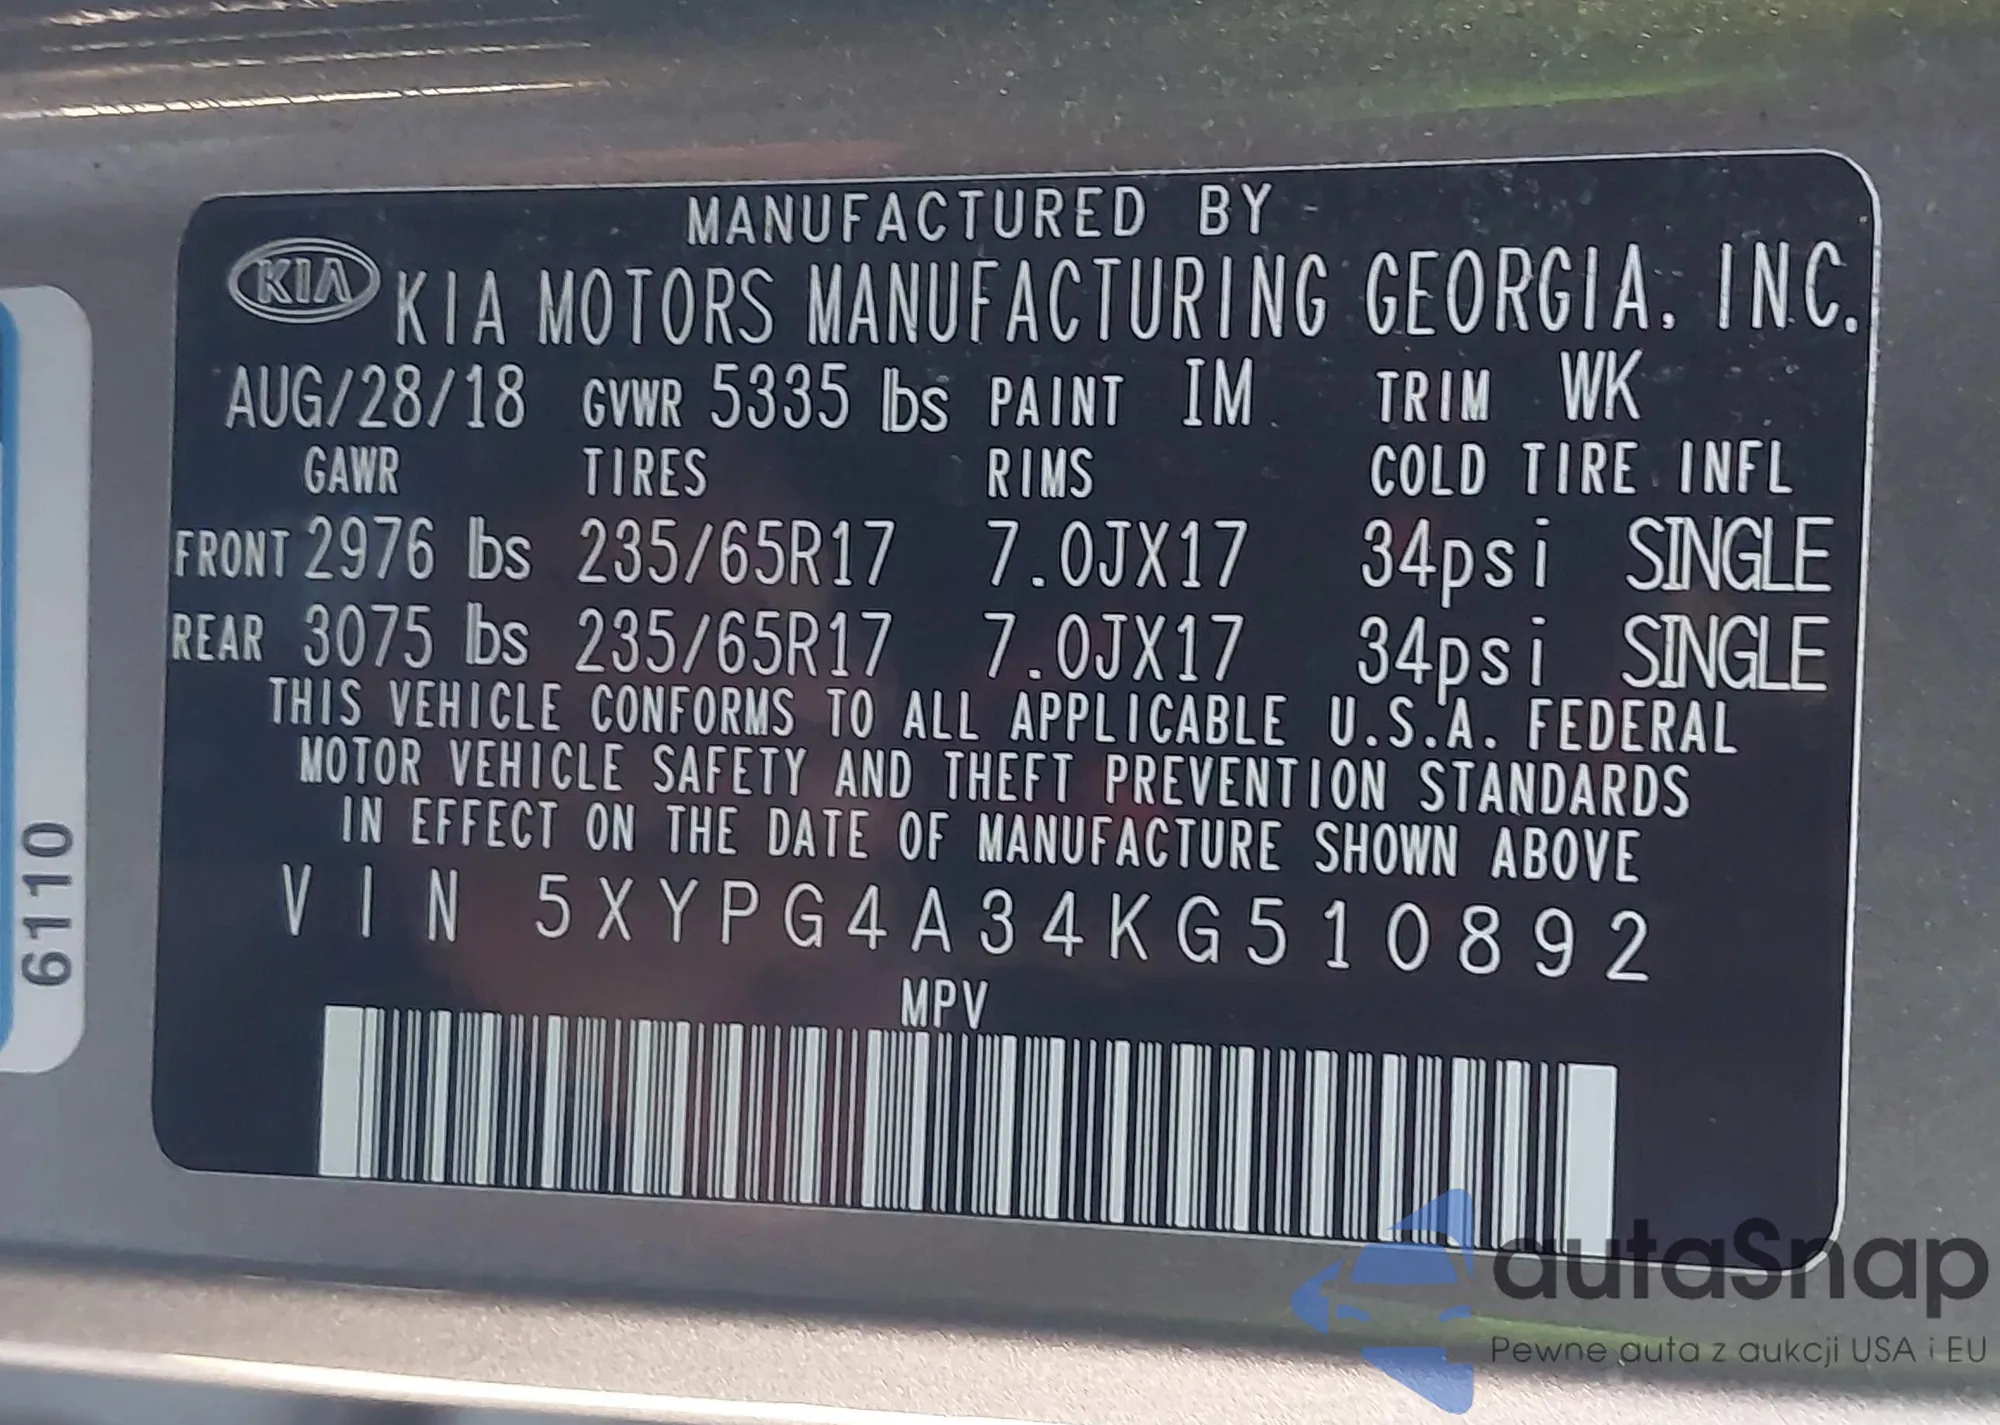 MANUFACTURED BY
KIA KIA MOTORS MANUFACTURING GEORGIA, INC.
AUG/28/18 GVWR 5335 lbs PAINT IM TRIM WK
GAWR TIRES RIMS COLD TIRE INFL
FRONT 2976 lbs 235/65R17 7.0JX17 34psi SINGLE
REAR 3075 lbs 235/65R17 7.0JX17 34psi SINGLE
THIS VEHICLE CONFORMS TO ALL APPLICABLE U.S.A. FEDERAL
MOTOR VEHICLE SAFETY AND THEFT PREVENTION STANDARDS
IN EFFECT ON THE DATE OF MANUFACTURE SHOWN ABOVE
VIN 5XYPG4A34KG510892
MPV
6110
autaSnap
Pewne auta z aukcji USA i EU